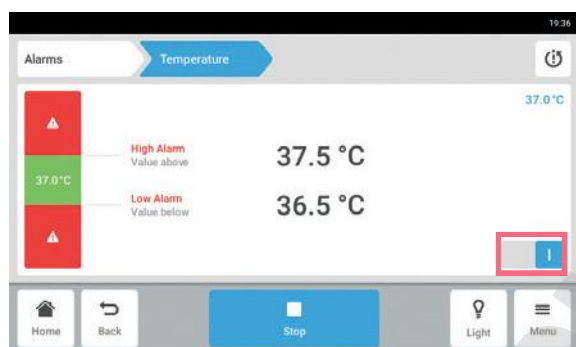 19:36
Alarms
Temperature
37.0°C
High Alarm
Value above
37.5 °C
37.0°C
Low Alarm
Value below
36.5 °C
I
Home
Back
Stop
Light
Menu